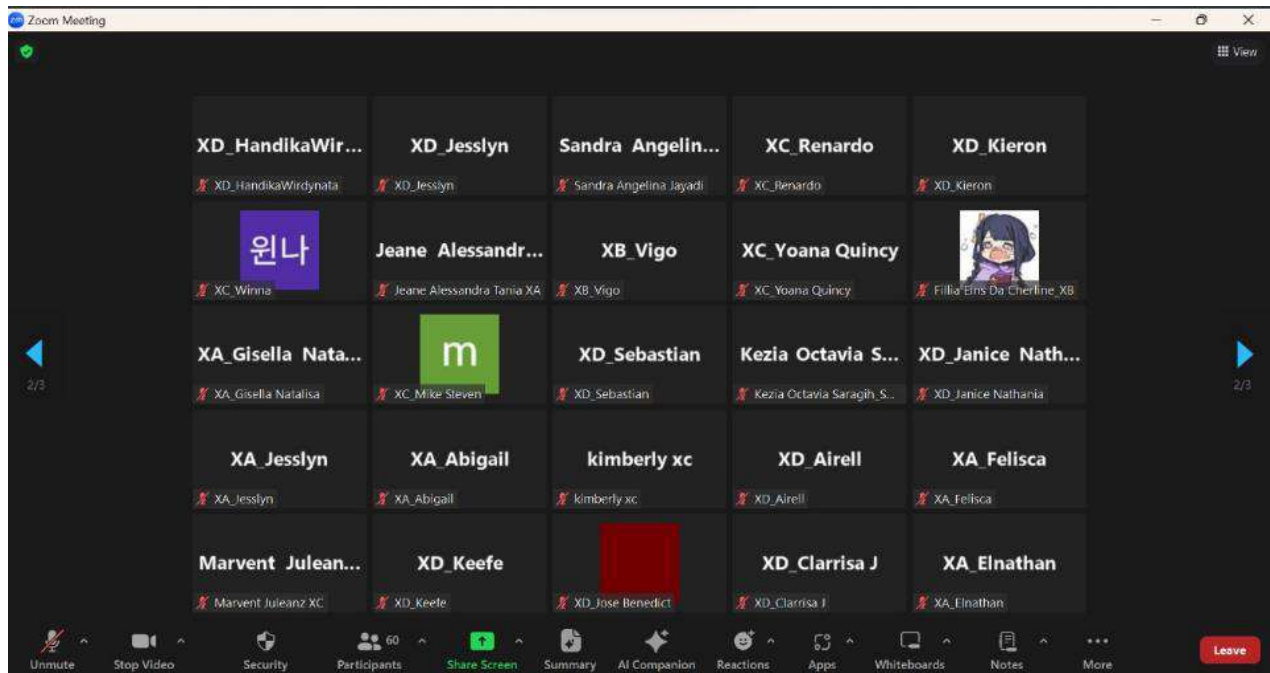 Zoom Meeting
View
XD_HandikaWir... XD_Jesslyn Sandra Angelin... XC_Renardo XD_Kieron
XD_HandikaWirdynata XD_Jesslyn Sandra Angelina Jayadi XC_Renardo XD_Kieron
윈나 Jeane Alessandr... XB_Vigo XC_Yoana Quincy
XC_Winna Jeane Alessandra Tania XA XB_Vigo XC_Yoana Quincy Fillia Elns Da Cherline_XB
XA_Gisella Nata... m XD_Sebastian Kezia Octavia S... XD_Janice Nath...
2/3 XA_Gisella Natalisa XC_Mike Steven XD_Sebastian Kezia Octavia Saragih_S... XD_Janice Nathania 2/3
XA_Jesslyn XA_Abigail kimberly xc XD_Airell XA_Felisca
XA_Jesslyn XA_Abigail kimberly xc XD_Airell XA_Felisca
Marvent Julean... XD_Keefe XD_Clarrisa J XA_Elnathan
Marvent Juleanz XC XD_Keefe XD_Jose Benedict XD_Clarrisa J XA_Elnathan
60
Unmute Stop Video Security Participants Share Screen Summary AI Companion Reactions Apps Whiteboards Notes More Leave